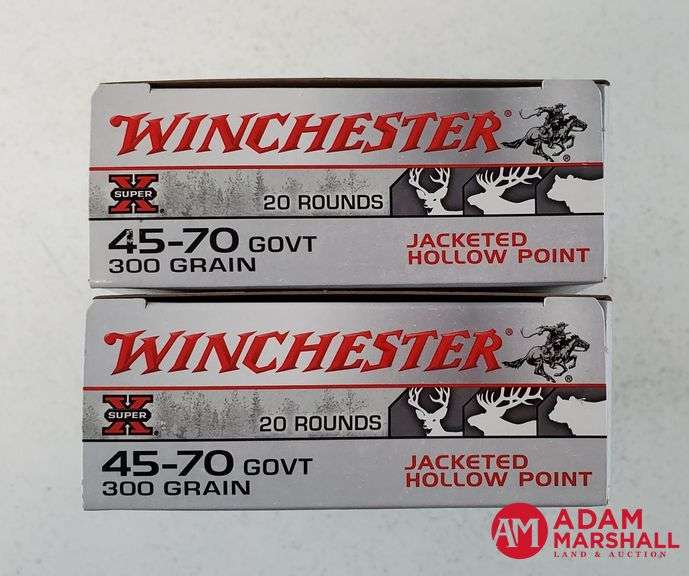 WINCHESTER®
SUPER X
20 ROUNDS
45-70 GOVT
300 GRAIN
JACKETED
HOLLOW POINT
WINCHESTER®
SUPER X
20 ROUNDS
45-70 GOVT
300 GRAIN
JACKETED
HOLLOW POINT
AM ADAM
MARSHALL
LAND & AUCTION